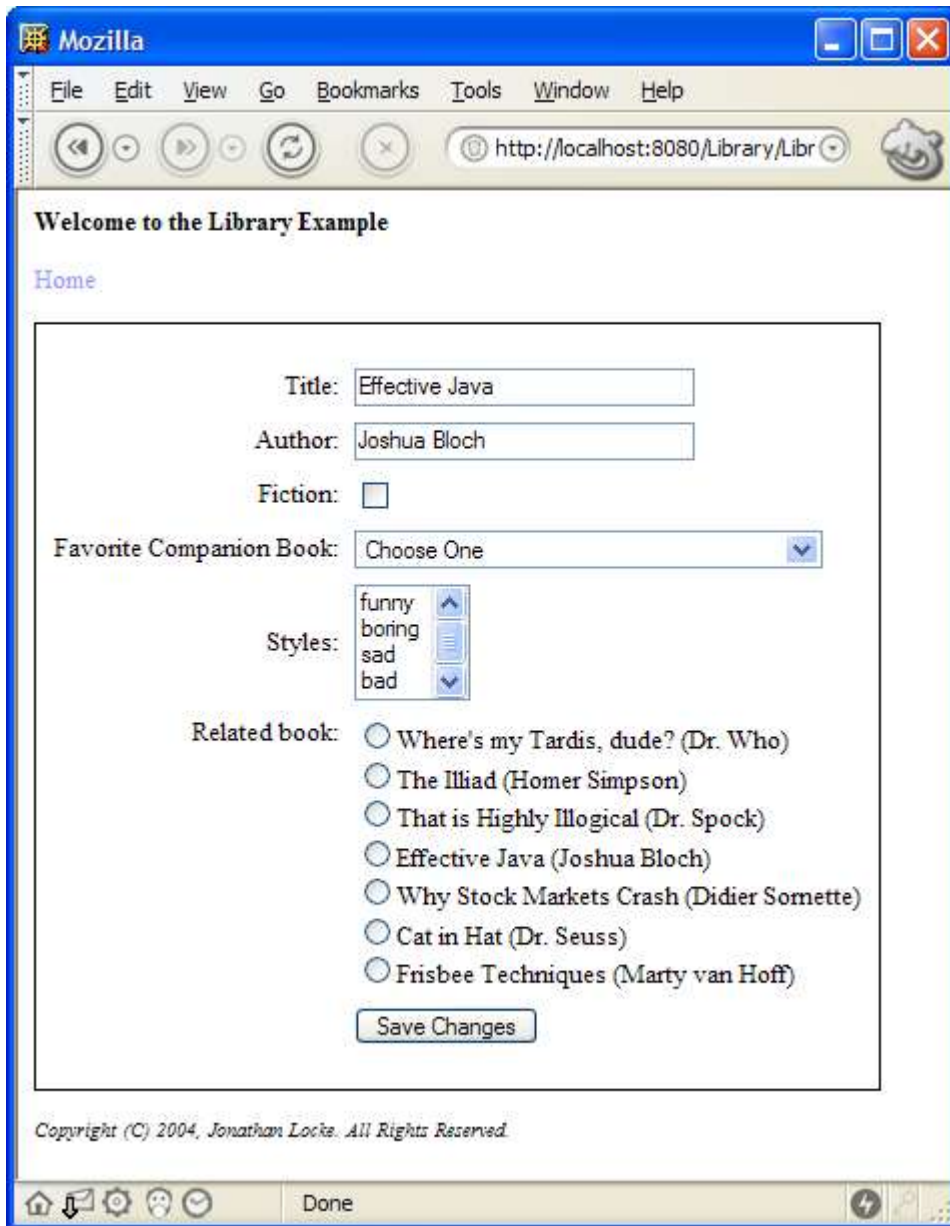 Mozilla
File Edit View Go Bookmarks Tools Window Help
http://localhost:8080/Library/Libr
Welcome to the Library Example
Home
Title: Effective Java
Author: Joshua Bloch
Fiction:
Favorite Companion Book: Choose One
Styles:
funny
boring
sad
bad
Related book:
Where's my Tardis, dude? (Dr. Who)
The Illiad (Homer Simpson)
That is Highly Illogical (Dr. Spock)
Effective Java (Joshua Bloch)
Why Stock Markets Crash (Didier Sornette)
Cat in Hat (Dr. Seuss)
Frisbee Techniques (Marty van Hoff)
Save Changes
Copyright (C) 2004, Jonathan Locke. All Rights Reserved.
Done